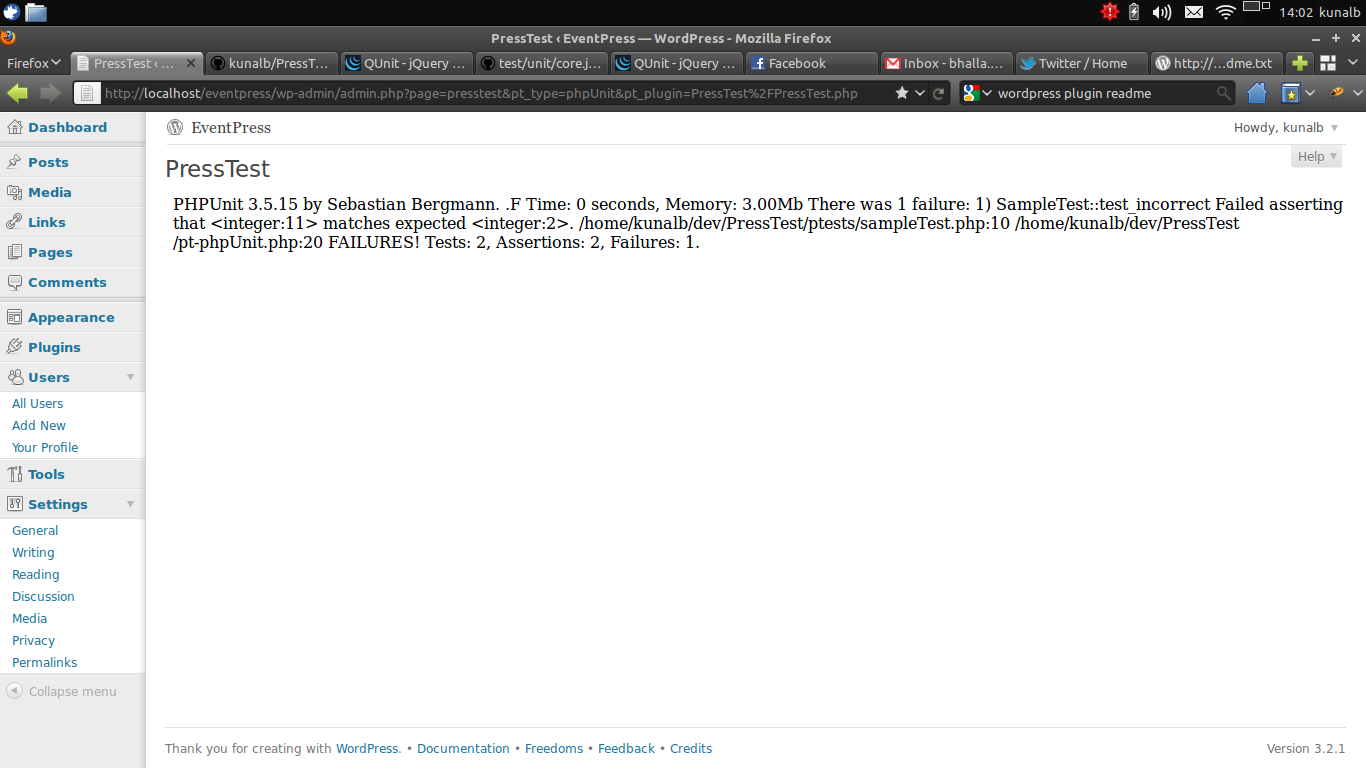 14:02 kunalb
PressTest ‹ EventPress — WordPress - Mozilla Firefox
Firefox
PressTest ‹ ...
kunalb/PressT...
QUnit - jQuery ...
test/unit/core.j...
QUnit - jQuery ...
Facebook
Inbox - bhalla....
Twitter / Home
http://...dme.txt
http://localhost/eventpress/wp-admin/admin.php?page=presstest&pt_type=phpUnit&pt_plugin=PressTest%2FPressTest.php
wordpress plugin readme
Dashboard
Posts
Media
Links
Pages
Comments
Appearance
Plugins
Users
All Users
Add New
Your Profile
Tools
Settings
General
Writing
Reading
Discussion
Media
Privacy
Permalinks
Collapse menu
EventPress
Howdy, kunalb
Help
PressTest
PHPUnit 3.5.15 by Sebastian Bergmann. .F Time: 0 seconds, Memory: 3.00Mb There was 1 failure: 1) SampleTest::test_incorrect Failed asserting
that <integer:11> matches expected <integer:2>. /home/kunalb/dev/PressTest/ptests/sampleTest.php:10 /home/kunalb/dev/PressTest
/pt-phpUnit.php:20 FAILURES! Tests: 2, Assertions: 2, Failures: 1.
Thank you for creating with WordPress. • Documentation • Freedoms • Feedback • Credits
Version 3.2.1